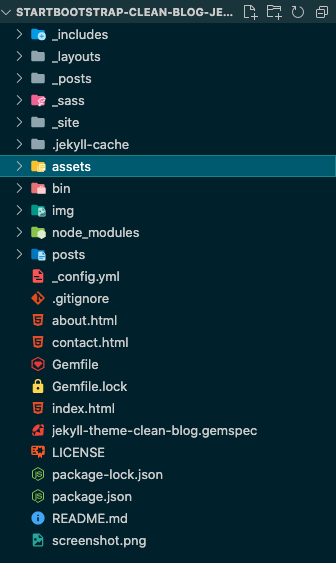 STARTBOOTSTRAP-CLEAN-BLOG-JE...
_includes
_layouts
_posts
_sass
_site
.jekyll-cache
assets
bin
img
node_modules
posts
_config.yml
.gitignore
about.html
contact.html
Gemfile
Gemfile.lock
index.html
jekyll-theme-clean-blog.gemspec
LICENSE
package-lock.json
package.json
README.md
screenshot.png